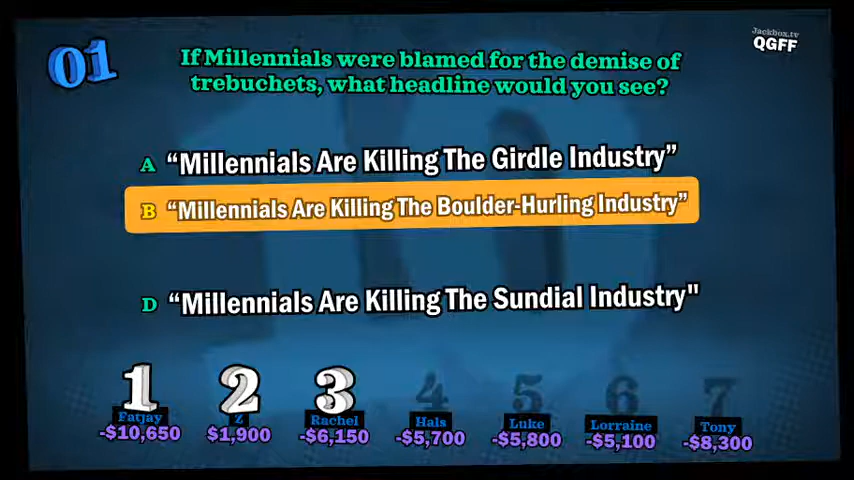 01
If Millennials were blamed for the demise of
trebuchets, what headline would you see?
Jackbox.tv
QGFF
A “Millennials Are Killing The Girdle Industry”
B “Millennials Are Killing The Boulder-Hurling Industry”
D “Millennials Are Killing The Sundial Industry"
1 2 3 4 5 6 7
Fatjay Z Rachel Hals Luke Lorraine Tony
-$10,650 $1,900 -$6,150 -$5,700 -$5,800 -$5,100 -$8,300